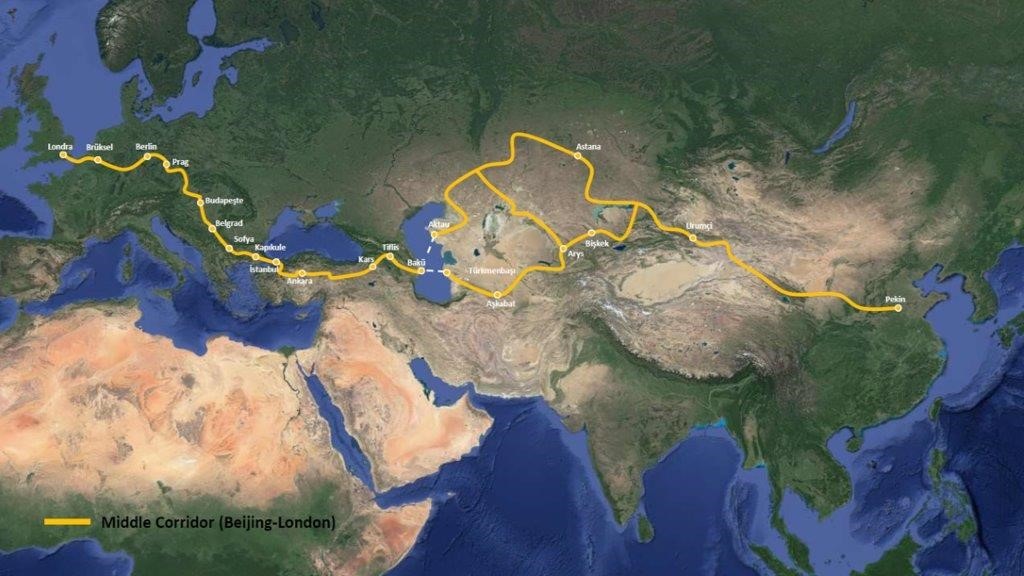 Londra
Brüksel
Berlin
Prag
Budapeşte
Belgrad
Sofya
Kapıkule
İstanbul
Ankara
Kars
Tiflis
Bakü
Aktau
Türkmenbaşı
Aşkabat
Astana
Arys
Bişkek
Urumçi
Pekin
Middle Corridor (Beijing-London)